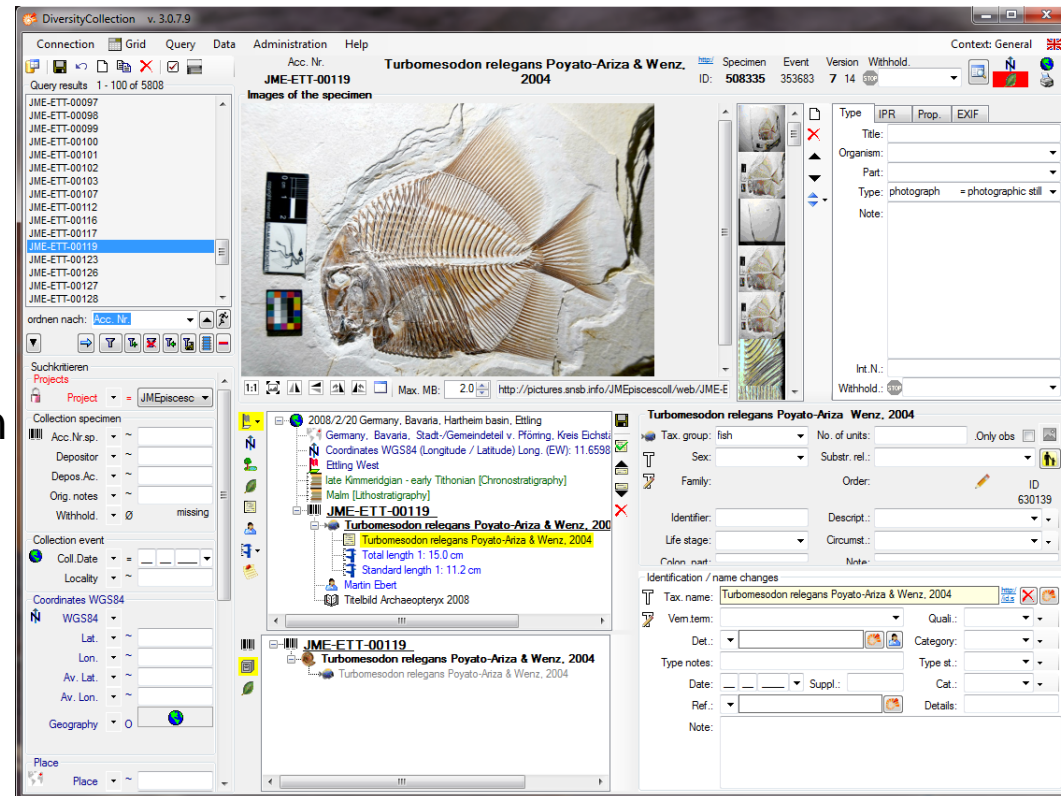 DiversityCollection v. 3.0.7.9
Connection Grid Query Data Administration Help Context: General
Query results 1 - 100 of 5808
JME-ETT-00097
JME-ETT-00098
JME-ETT-00099
JME-ETT-00100
JME-ETT-00101
JME-ETT-00102
JME-ETT-00103
JME-ETT-00107
JME-ETT-00112
JME-ETT-00116
JME-ETT-00117
JME-ETT-00119
JME-ETT-00123
JME-ETT-00126
JME-ETT-00127
JME-ETT-00128
ordnen nach: Acc. Nr.
Suchkritieren
Projects
Project = JMEpiscesc
Collection specimen
Acc.Nr.sp. ~
Depositor ~
Depos.Ac. ~
Orig. notes ~
Withhold. Ø missing
Collection event
Coll.Date = __ __ ___
Locality ~
Coordinates WGS84
WGS84
Lat. ~
Lon. ~
Av. Lat. ~
Av. Lon. ~
Geography O
Place
Place ~
n
Acc. Nr.
JME-ETT-00119
Turbomesodon relegans Poyato-Ariza & Wenz,
2004
http:/
Specimen Event Version Withhold.
ID: 508335 353683 7 14 STOP
Images of the specimen
1:1 Max. MB: 2.0 http://pictures.snsb.info/JMEpiscescoll/web/JME-E
Type IPR Prop. EXIF
Title:
Organism:
Part:
Type: photograph = photographic still
Note:
Int.N.:
Withhold.: STOP
2008/2/20 Germany, Bavaria, Hartheim basin, Ettling
Germany, Bavaria, Stadt-/Gemeindeteil v. Pförring, Kreis Eichsta
Coordinates WGS84 (Longitude / Latitude) Long. (EW): 11.6598
Ettling West
late Kimmeridgian - early Tithonian [Chronostratigraphy]
Malm [Lithostratigraphy]
JME-ETT-00119
Turbomesodon relegans Poyato-Ariza & Wenz, 200
Turbomesodon relegans Poyato-Ariza & Wenz, 2004
Total length 1: 15.0 cm
Standard length 1: 11.2 cm
Martin Ebert
Titelbild Archaeopteryx 2008
JME-ETT-00119
Turbomesodon relegans Poyato-Ariza & Wenz, 2004
Turbomesodon relegans Poyato-Ariza & Wenz, 2004
Turbomesodon relegans Poyato-Ariza Wenz, 2004
Tax. group: fish No. of units: .Only obs
Sex: Substr. rel.:
Family: Order: ID
630139
Identifier: Descript.:
Life stage: Circumst.:
Colon. part: Note:
Identification / name changes
Tax. name: Turbomesodon relegans Poyato-Ariza & Wenz, 2004
Vern.term: Quali.:
Det.: Category:
Type notes: Type st.:
Date: __ __ ___ Suppl.: Cat.:
Ref.: Details:
Note: